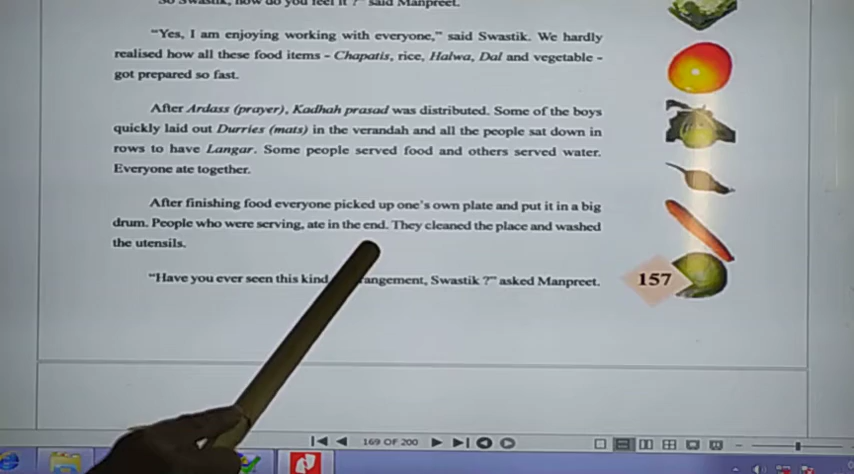 So Swastik, how do you feel it ?" said Manpreet.
"Yes, I am enjoying working with everyone," said Swastik. We hardly
realised how all these food items – Chapatis, rice, Halwa, Dal and vegetable –
got prepared so fast.
After Ardass (prayer), Kadhah prasad was distributed. Some of the boys
quickly laid out Durries (mats) in the verandah and all the people sat down in
rows to have Langar. Some people served food and others served water.
Everyone ate together.
After finishing food everyone picked up one's own plate and put it in a big
drum. People who were serving, ate in the end. They cleaned the place and washed
the utensils.
"Have you ever seen this kind rangement, Swastik ?" asked Manpreet.
157
169 OF 200